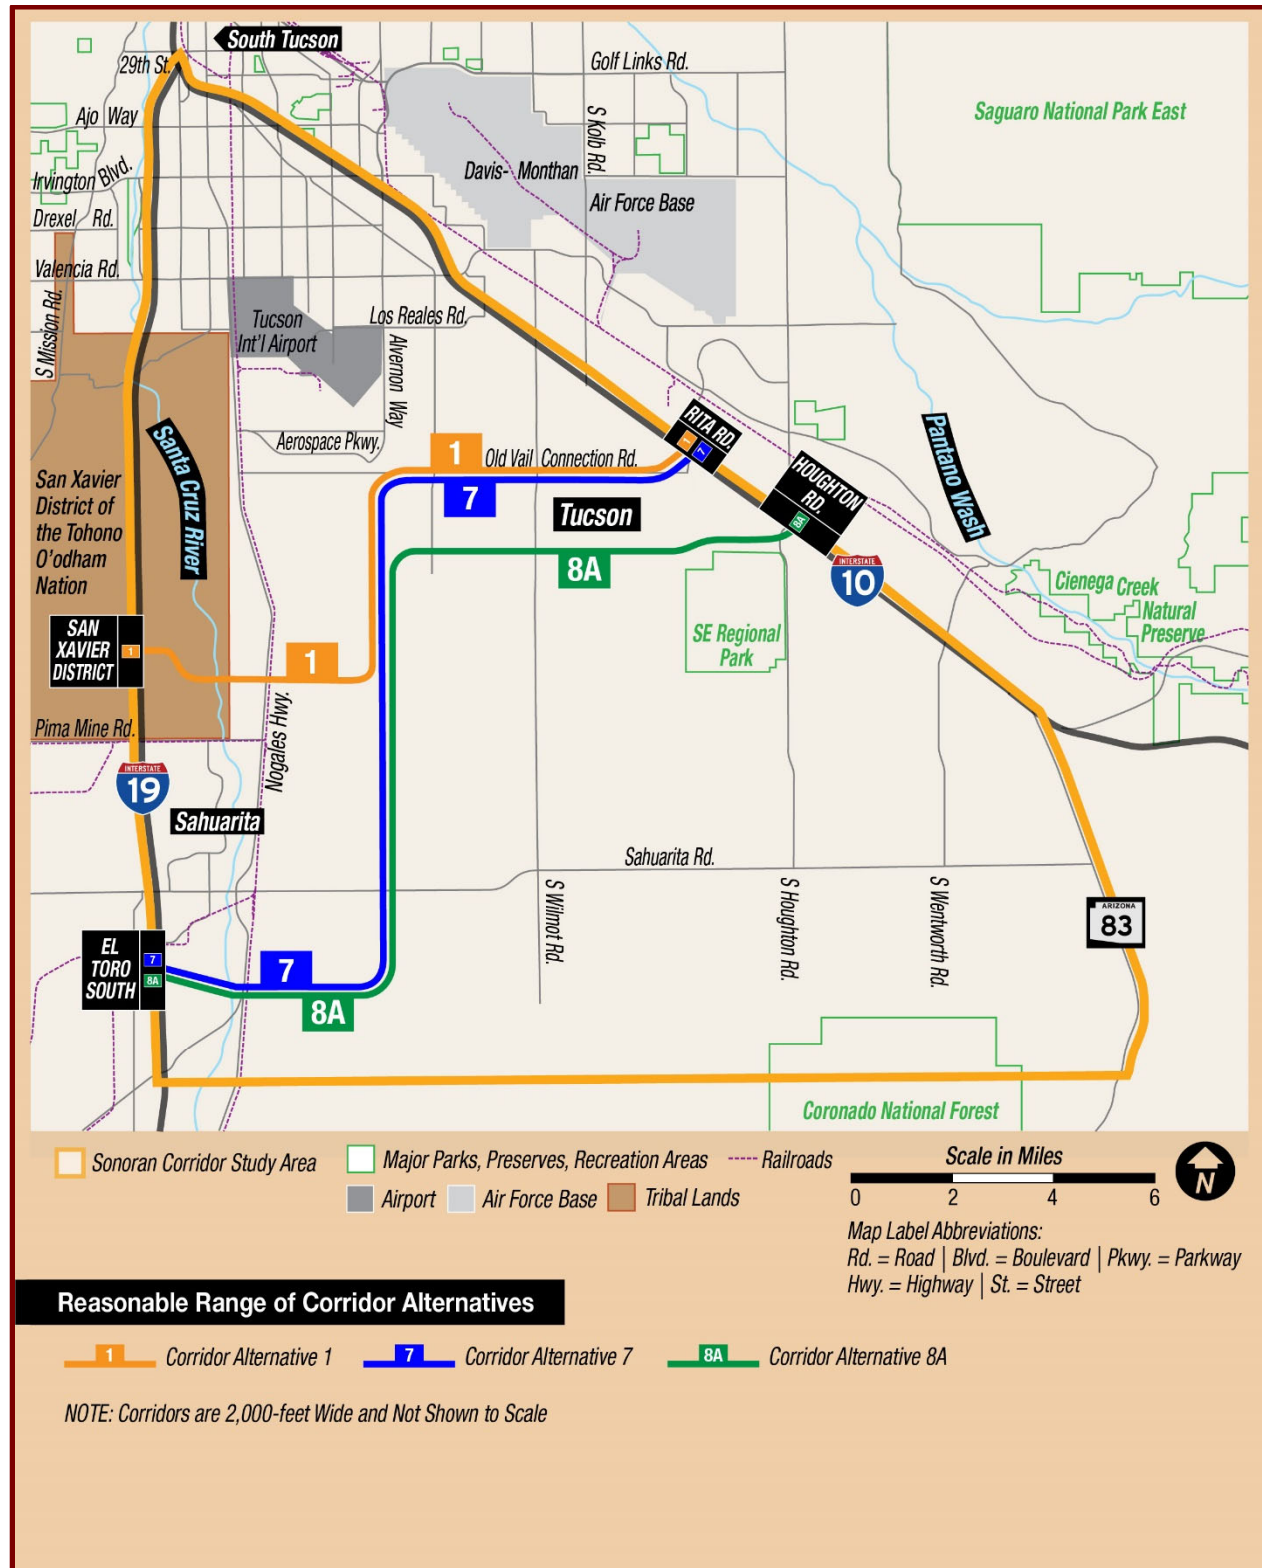 South Tucson
29th St.
Golf Links Rd.
Ajo Way
S Kolb Rd.
Saguaro National Park East
Irvington Blvd.
Davis- Monthan
Air Force Base
Drexel Rd.
Valencia Rd.
S Mission Rd.
Tucson
Int'l Airport
Los Reales Rd.
Alvernon Way
Aerospace Pkwy.
RITA RD.
1
7
1
Old Vail Connection Rd.
7
Tucson
HOUGHTON
RD.
8A
Pantano Wash
Santa Cruz River
San Xavier
District of
the Tohono
O'odham
Nation
8A
INTERSTATE
10
Cienega Creek
Natural
Preserve
SE Regional
Park
SAN
XAVIER
DISTRICT
1
1
Pima Mine Rd.
Nogales Hwy.
INTERSTATE
19
Sahuarita
Sahuarita Rd.
S Wilmot Rd.
S Houghton Rd.
S Wentworth Rd.
ARIZONA
83
EL
TORO
SOUTH
7
8A
7
8A
Coronado National Forest
Sonoran Corridor Study Area
Major Parks, Preserves, Recreation Areas
Railroads
Airport
Air Force Base
Tribal Lands
Scale in Miles
0 2 4 6
N
Map Label Abbreviations:
Rd. = Road | Blvd. = Boulevard | Pkwy. = Parkway
Hwy. = Highway | St. = Street
Reasonable Range of Corridor Alternatives
1 Corridor Alternative 1
7 Corridor Alternative 7
8A Corridor Alternative 8A
NOTE: Corridors are 2,000-feet Wide and Not Shown to Scale